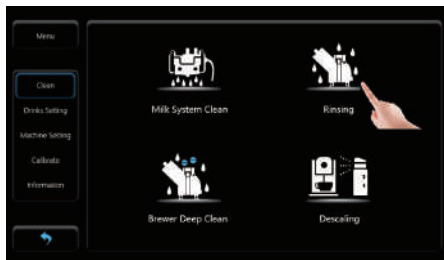 Menu
Clean
Drinks Setting
Machine Setting
Calibrate
Information
Milk System Clean
Rinsing
Brewer Deep Clean
Descaling